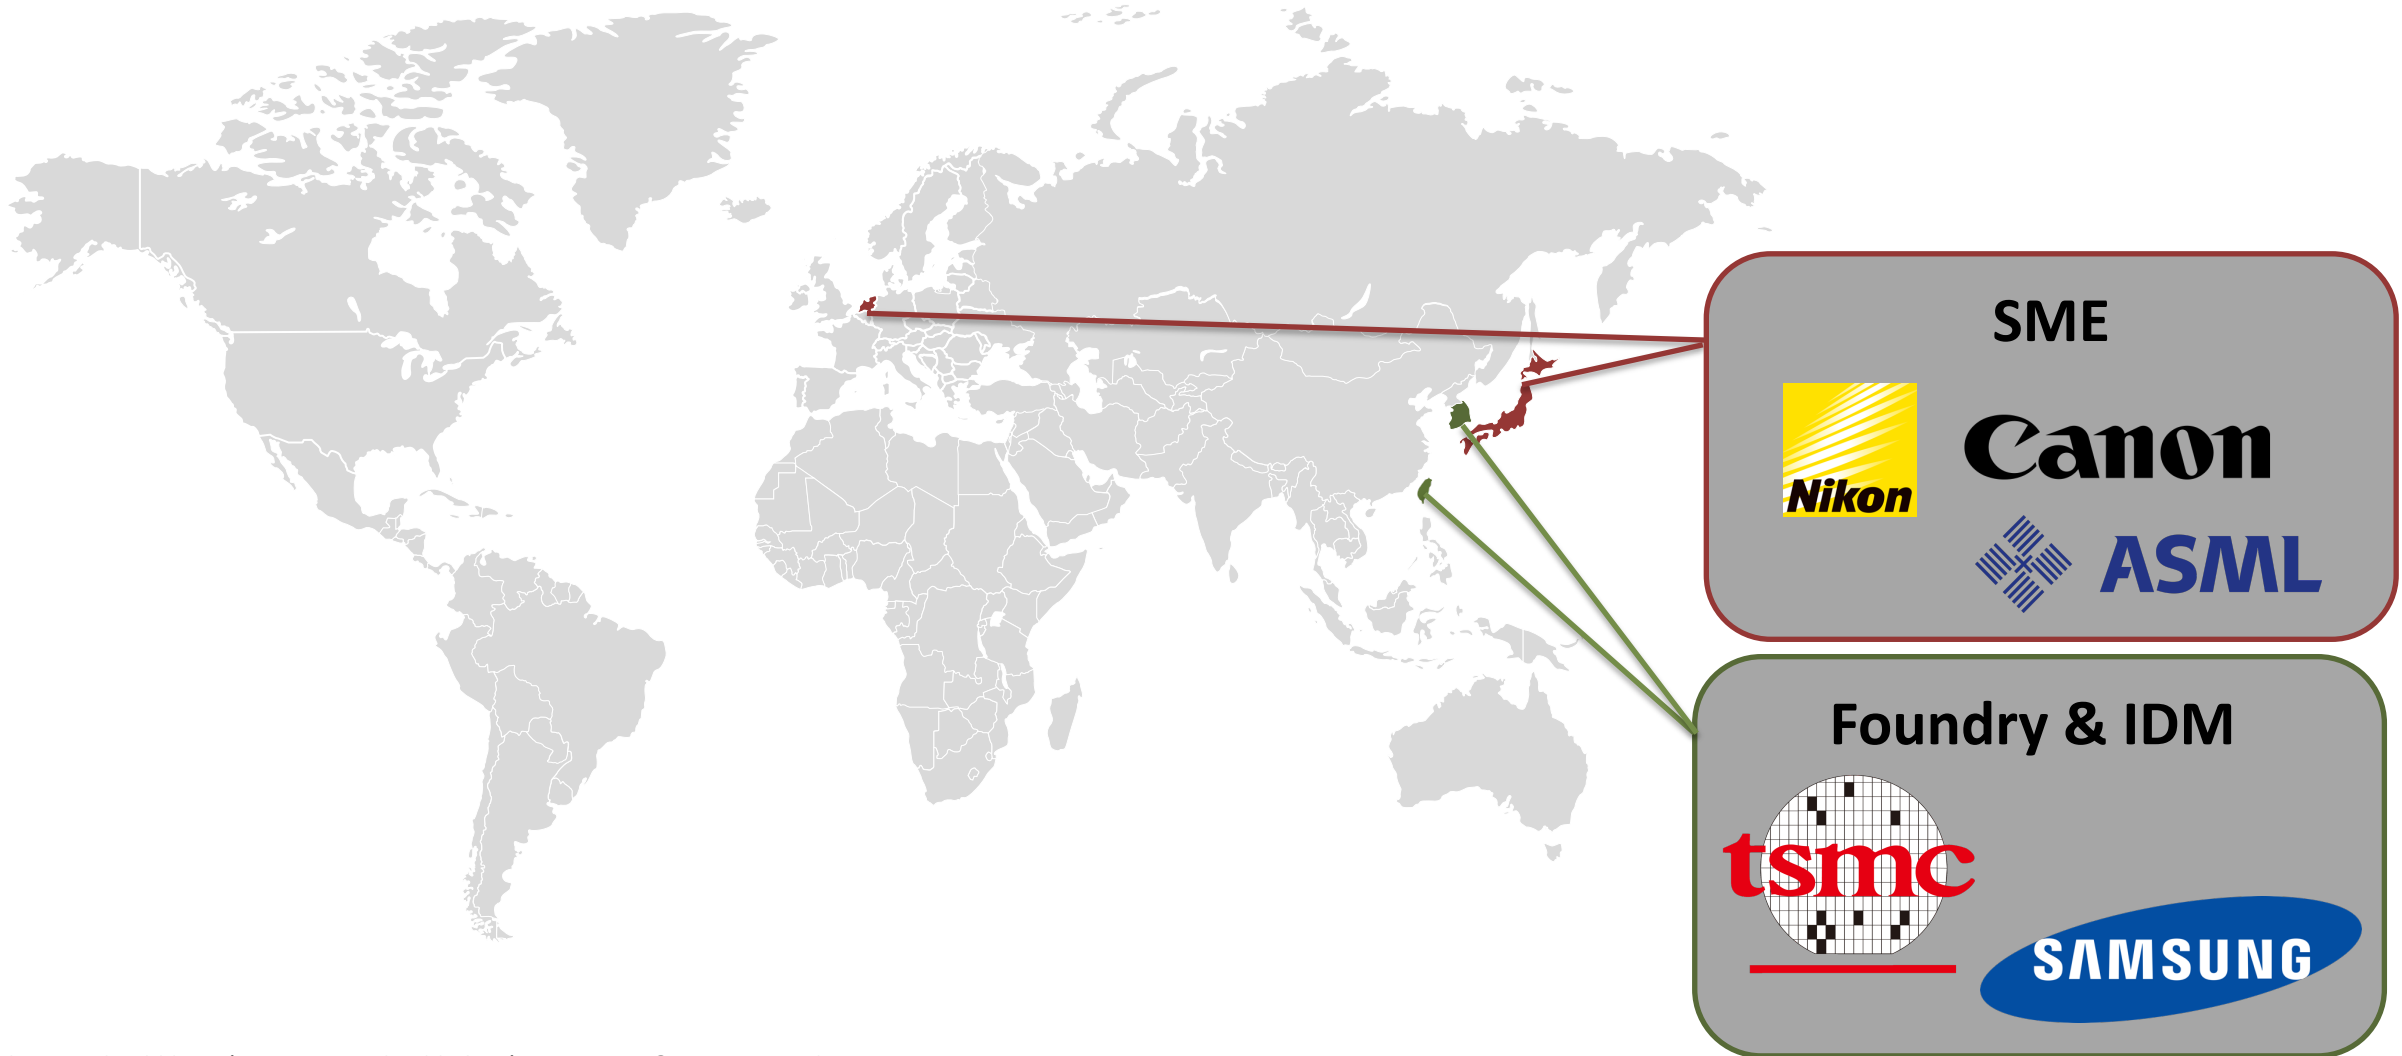 SME
Nikon
Canon
ASML
Foundry & IDM
tsmc
SAMSUNG